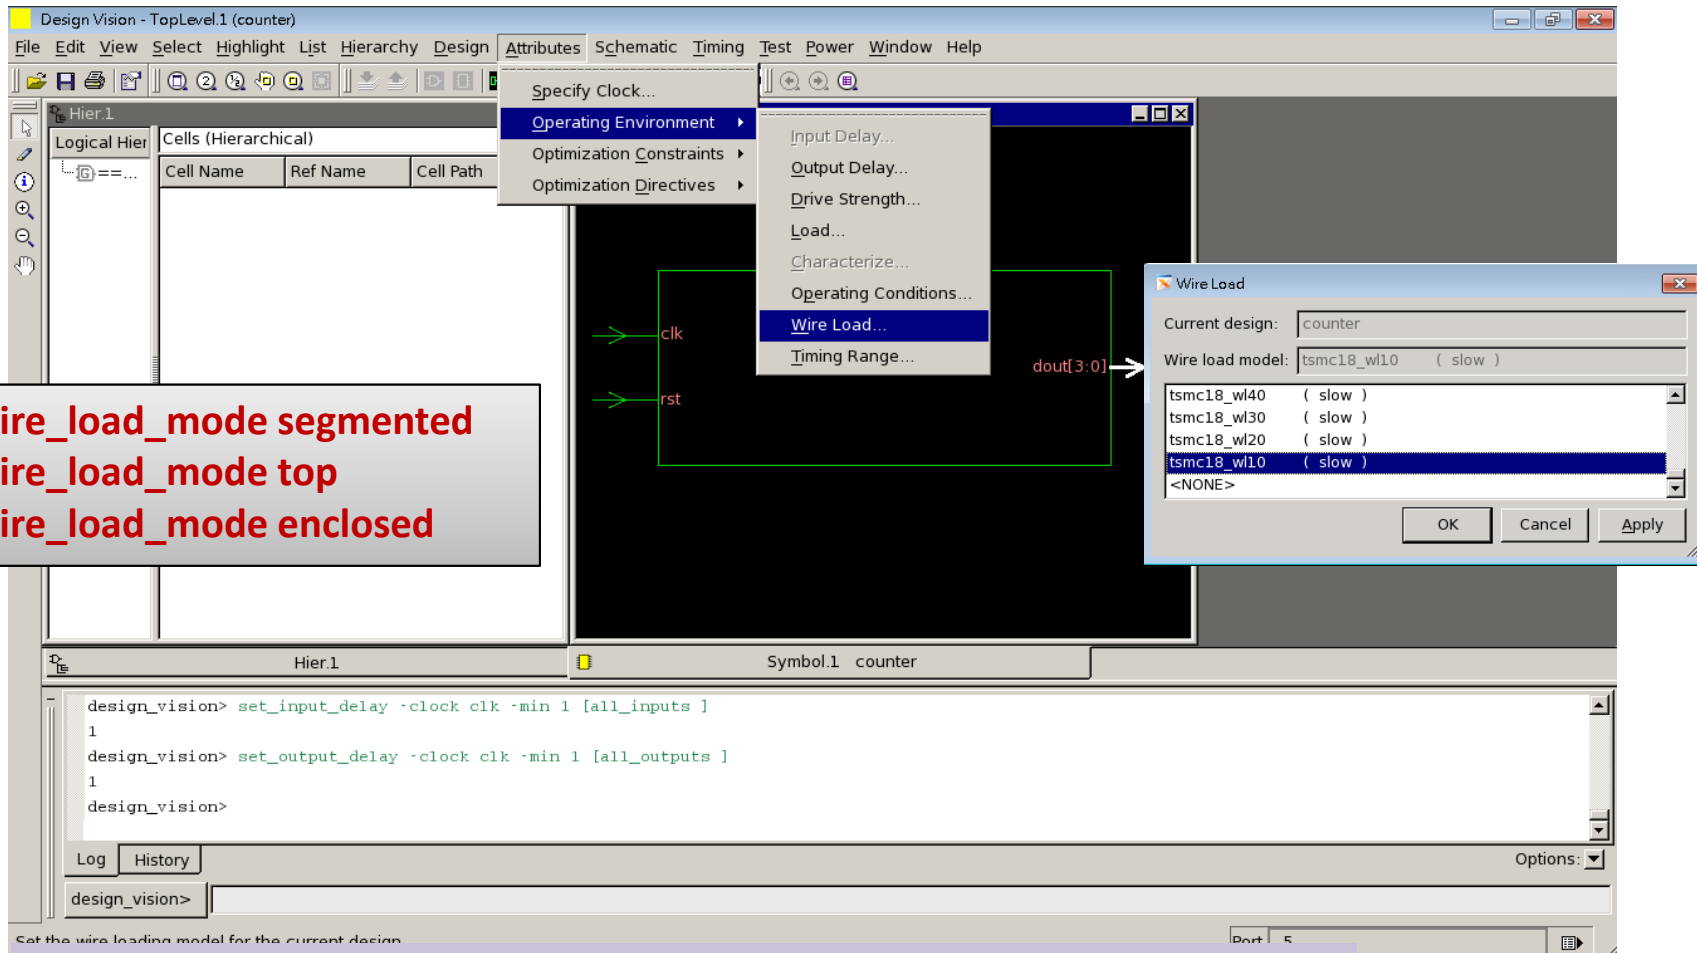 Design Vision - TopLevel.1 (counter)
File Edit View Select Highlight List Hierarchy Design Attributes Schematic Timing Test Power Window Help
Specify Clock...
Operating Environment
Optimization Constraints
Optimization Directives
Input Delay...
Output Delay...
Drive Strength...
Load...
Characterize...
Operating Conditions...
Wire Load...
Timing Range...
Hier.1
Logical Hier
Cells (Hierarchical)
Cell Name Ref Name Cell Path
G ==...
clk
rst
dout[3:0]
Wire Load
Current design: counter
Wire load model: tsmc18_wl10 ( slow )
tsmc18_wl40 ( slow )
tsmc18_wl30 ( slow )
tsmc18_wl20 ( slow )
tsmc18_wl10 ( slow )
<NONE>
OK Cancel Apply
ire_load_mode segmented
ire_load_mode top
ire_load_mode enclosed
Hier.1
Symbol.1 counter
design_vision> set_input_delay -clock clk -min 1 [all_inputs ]
1
design_vision> set_output_delay -clock clk -min 1 [all_outputs ]
1
design_vision>
Log History
Options:
design_vision>
Set the wire loading model for the current design
Port 5